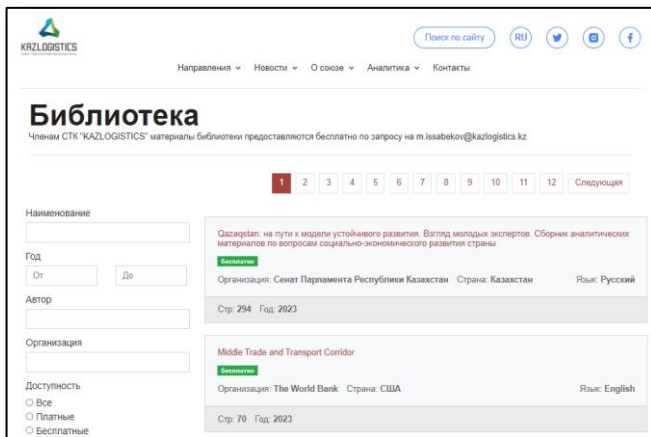 KAZLOGISTICS
Поиск по сайту
RU
Направления
Новости
О союзе
Аналитика
Контакты
Библиотека
Членам СТК "KAZLOGISTICS" материалы библиотеки предоставляются бесплатно по запросу на m.issabekov@kazlogistics.kz
1 2 3 4 5 6 7 8 9 10 11 12 Следующая
Наименование
Год
От До
Автор
Организация
Доступность
Все
Платные
Бесплатные
Qazaqstan: на пути к модели устойчивого развития. Взгляд молодых экспертов. Сборник аналитических
материалов по вопросам социально-экономического развития страны
Бесплатно
Организация: Сенат Парламента Республики Казахстан Страна: Казахстан Язык: Русский
Стр: 294 Год: 2023
Middle Trade and Transport Corridor
Бесплатно
Организация: The World Bank Страна: США Язык: English
Стр: 70 Год: 2023